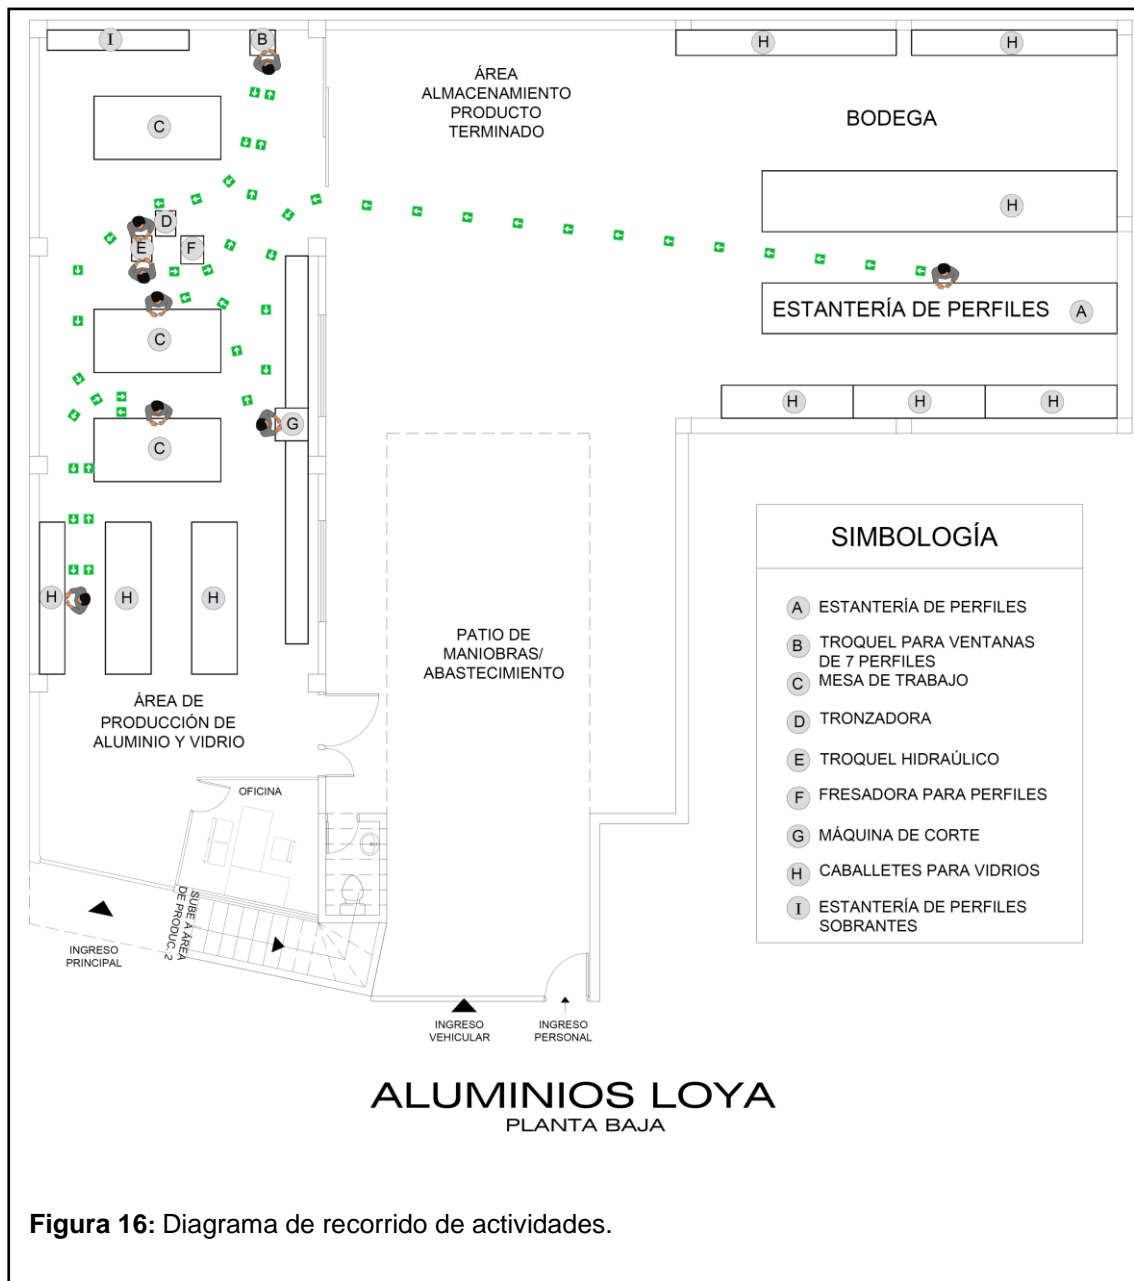 I
B
H
H
ÁREA
ALMACENAMIENTO
PRODUCTO
TERMINADO
BODEGA
C
H
D
E
F
ESTANTERÍA DE PERFILES
A
C
H
H
H
G
C
H
H
H
PATIO DE
MANIOBRAS/
ABASTECIMIENTO
ÁREA DE
PRODUCCIÓN DE
ALUMINIO Y VIDRIO
OFICINA
SUBE A ÁREA
DE PRODUC. 2
INGRESO
PRINCIPAL
INGRESO
VEHICULAR
INGRESO
PERSONAL
SIMBOLOGÍA
A ESTANTERÍA DE PERFILES
B TROQUEL PARA VENTANAS
DE 7 PERFILES
C MESA DE TRABAJO
D TRONZADORA
E TROQUEL HIDRAÚLICO
F FRESADORA PARA PERFILES
G MÁQUINA DE CORTE
H CABALLETES PARA VIDRIOS
I ESTANTERÍA DE PERFILES
SOBRANTES
ALUMINIOS LOYA
PLANTA BAJA
Figura 16: Diagrama de recorrido de actividades.